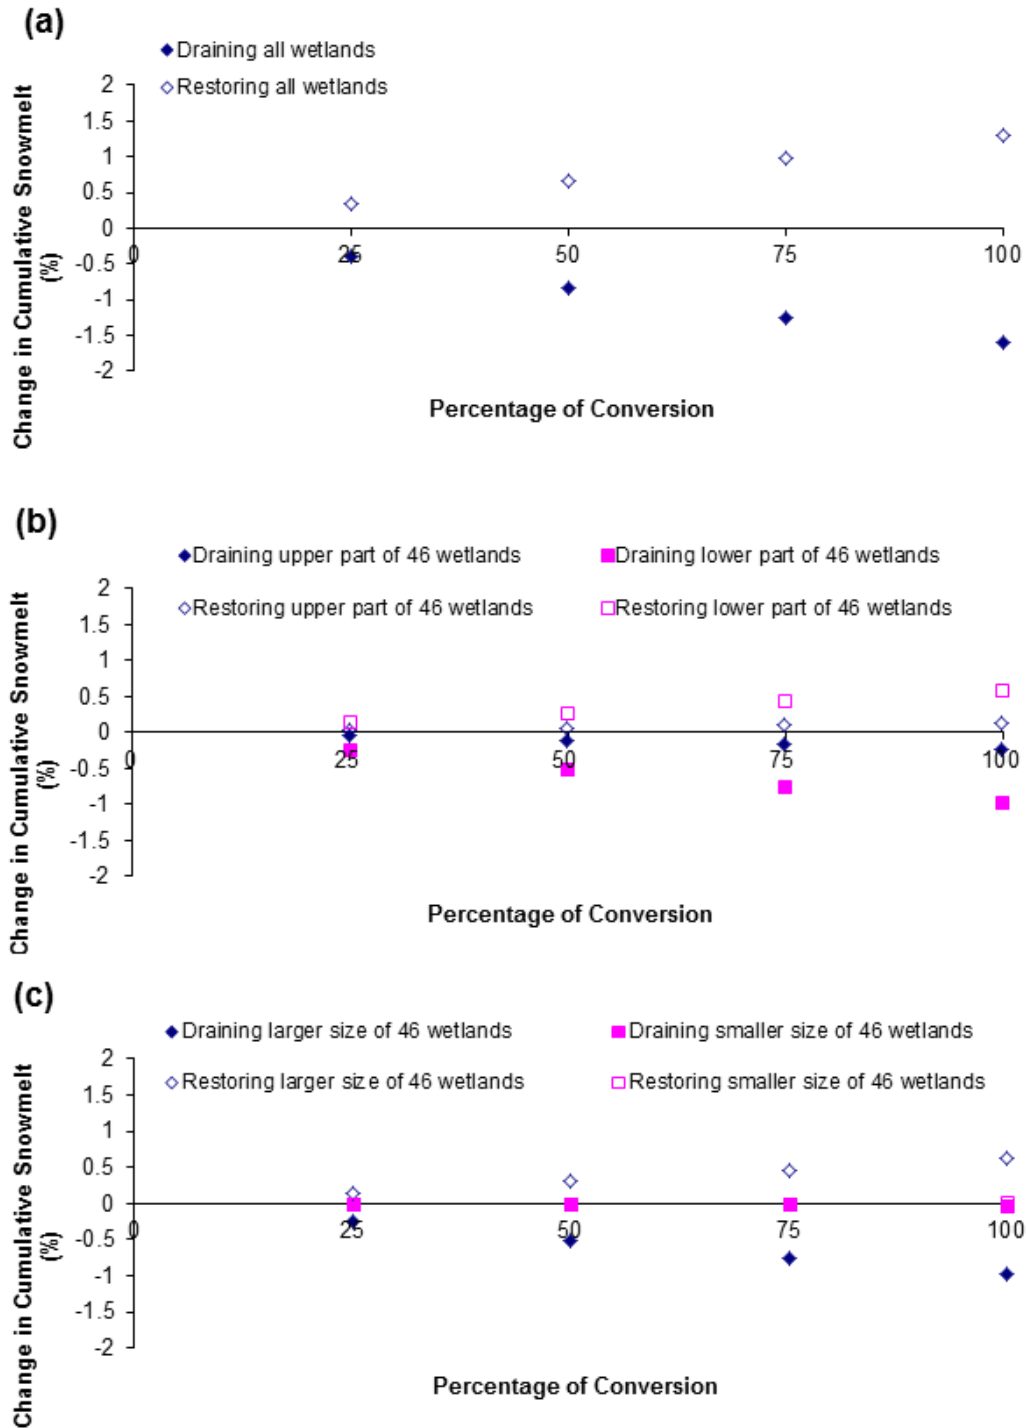 (a)
Draining all wetlands
Restoring all wetlands
Change in Cumulative Snowmelt
(%)
2
1.5
1
0.5
0
-0.5
-1
-1.5
-2
0
25
50
75
100
Percentage of Conversion
(b)
Draining upper part of 46 wetlands
Draining lower part of 46 wetlands
Restoring upper part of 46 wetlands
Restoring lower part of 46 wetlands
Change in Cumulative Snowmelt
(%)
2
1.5
1
0.5
0
-0.5
-1
-1.5
-2
0
25
50
75
100
Percentage of Conversion
(c)
Draining larger size of 46 wetlands
Draining smaller size of 46 wetlands
Restoring larger size of 46 wetlands
Restoring smaller size of 46 wetlands
Change in Cumulative Snowmelt
(%)
2
1.5
1
0.5
0
-0.5
-1
-1.5
-2
0
25
50
75
100
Percentage of Conversion